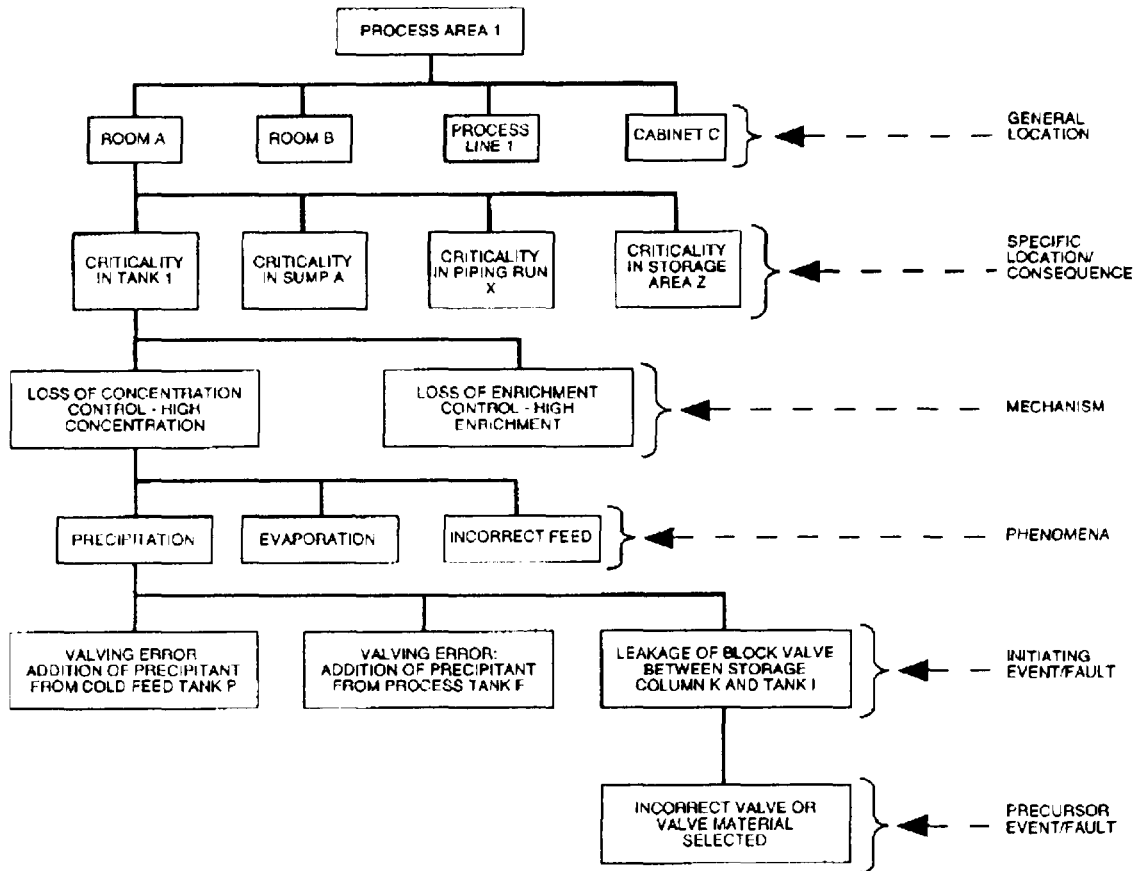 PROCESS AREA 1
ROOM A
ROOM B
PROCESS
LINE 1
CABINET C
GENERAL
LOCATION
CRITICALITY
IN TANK 1
CRITICALITY
IN SUMP A
CRITICALITY
IN PIPING RUN
X
CRITICALITY
IN STORAGE
AREA Z
SPECIFIC
LOCATION/
CONSEQUENCE
LOSS OF CONCENTRATION
CONTROL - HIGH
CONCENTRATION
LOSS OF ENRICHMENT
CONTROL - HIGH
ENRICHMENT
MECHANISM
PRECIPITATION
EVAPORATION
INCORRECT FEED
PHENOMENA
VALVING ERROR
ADDITION OF PRECIPITANT
FROM COLD FEED TANK P
VALVING ERROR:
ADDITION OF PRECIPITANT
FROM PROCESS TANK F
LEAKAGE OF BLOCK VALVE
BETWEEN STORAGE
COLUMN K AND TANK I
INITIATING
EVENT/FAULT
INCORRECT VALVE OR
VALVE MATERIAL
SELECTED
PRECURSOR
EVENT/FAULT